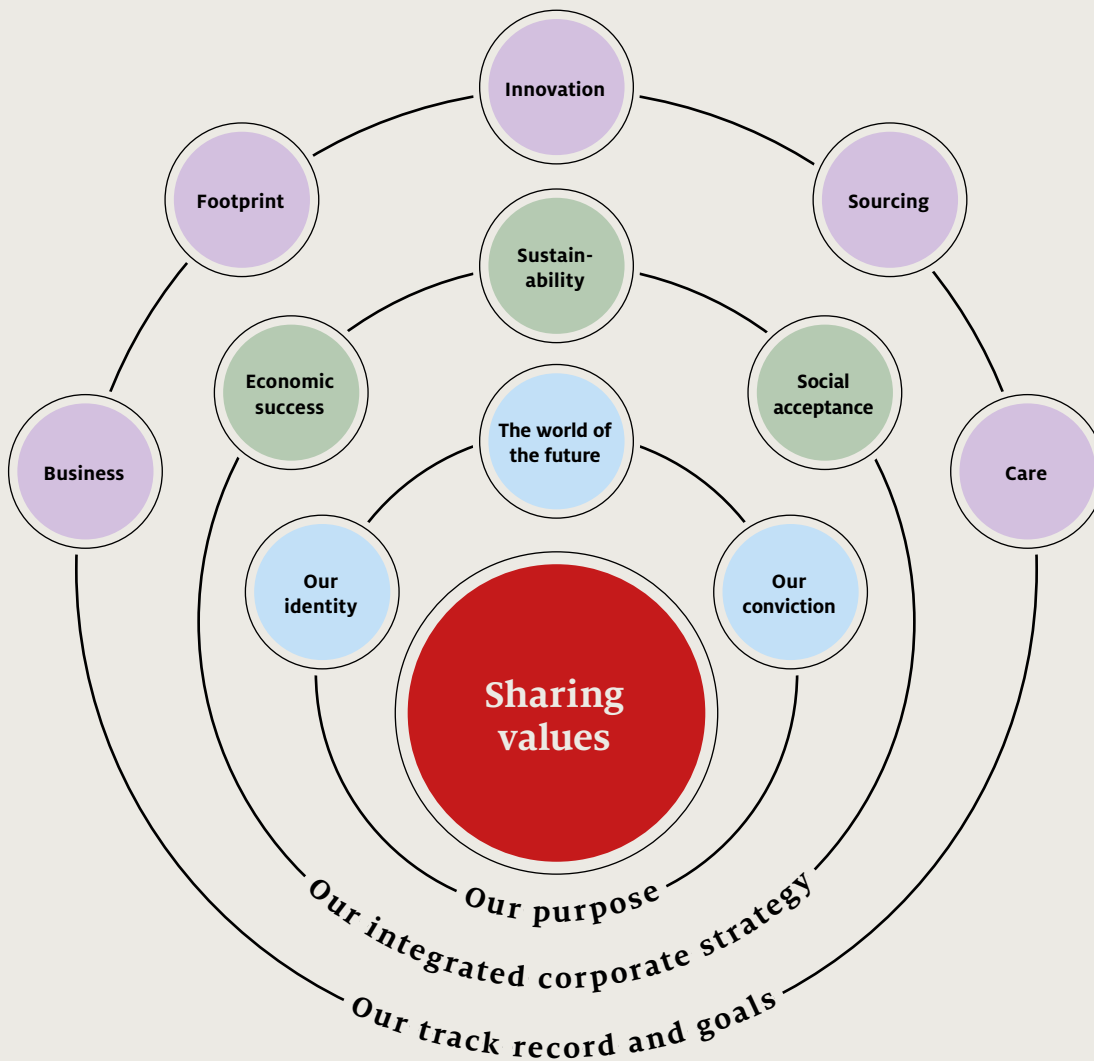 Innovation
Footprint
Sourcing
Sustain-
ability
Economic
success
Social
acceptance
The world of
the future
Business
Care
Our
identity
Our
conviction
Sharing
values
Our purpose
Our integrated corporate strategy
Our track record and goals